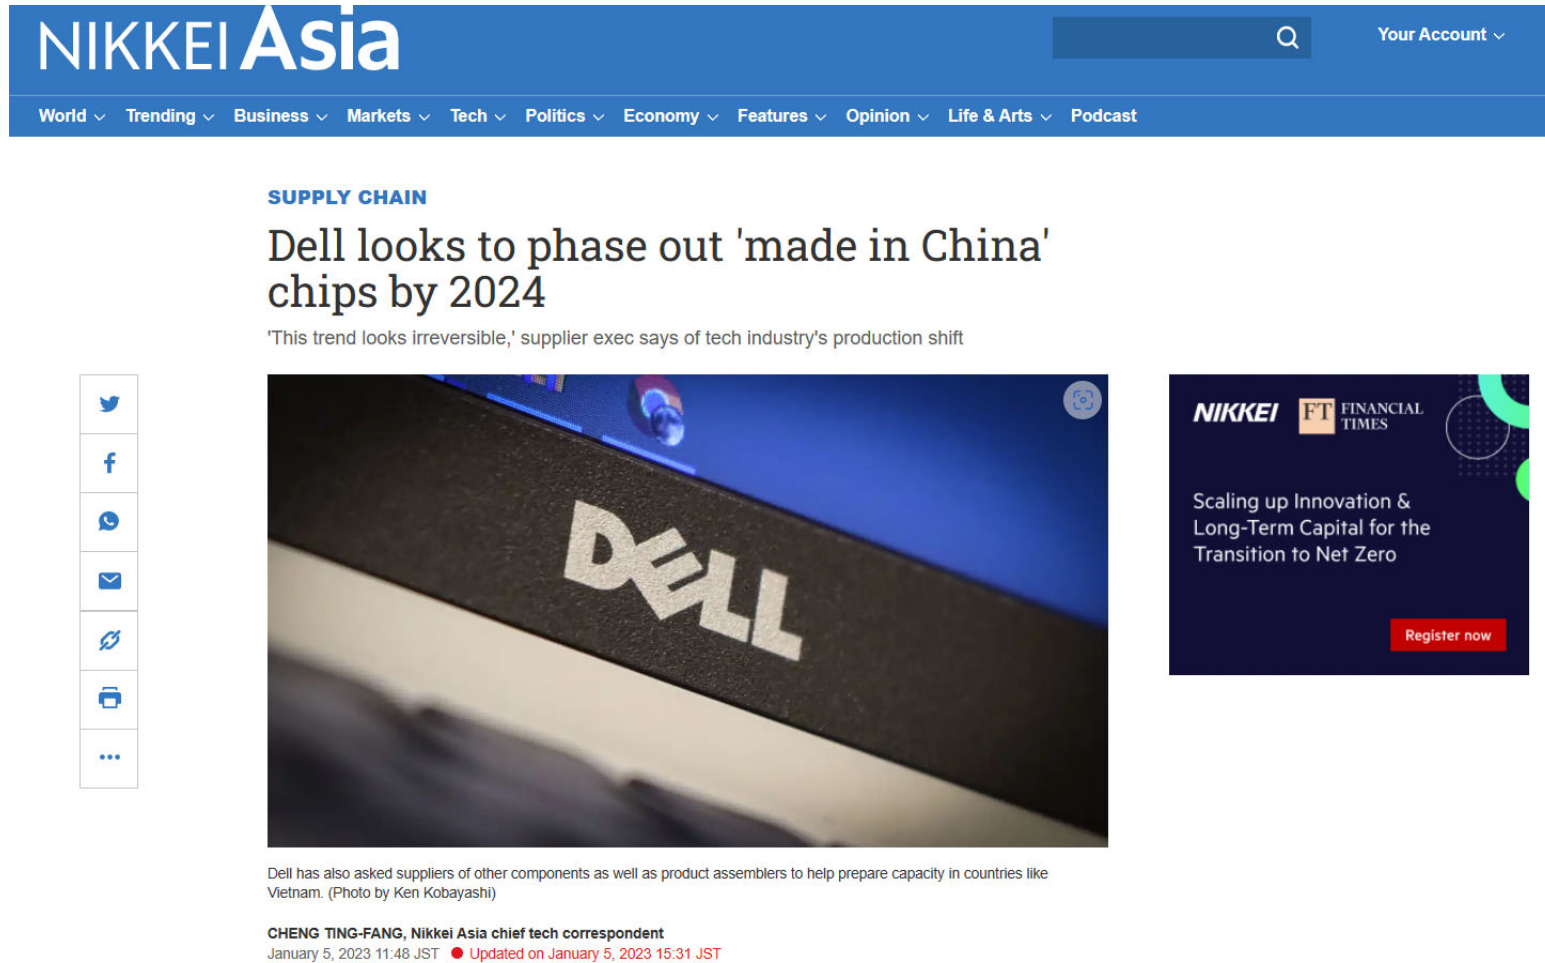 NIKKEI Asia
Your Account
World Trending Business Markets Tech Politics Economy Features Opinion Life & Arts Podcast
SUPPLY CHAIN
Dell looks to phase out 'made in China'
chips by 2024
'This trend looks irreversible,' supplier exec says of tech industry's production shift
DELL
NIKKEI FT FINANCIAL
TIMES
Scaling up Innovation &
Long-Term Capital for the
Transition to Net Zero
Register now
Dell has also asked suppliers of other components as well as product assemblers to help prepare capacity in countries like
Vietnam. (Photo by Ken Kobayashi)
CHENG TING-FANG, Nikkei Asia chief tech correspondent
January 5, 2023 11:48 JST Updated on January 5, 2023 15:31 JST